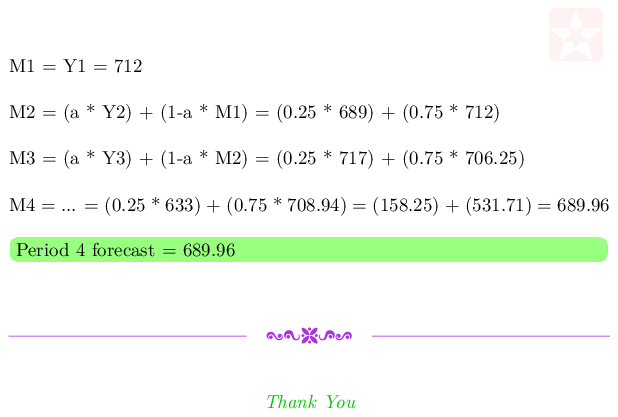 M1 = Y1 = 712
M2 = (a * Y2) + (1-a * M1) = (0.25 * 689) + (0.75 * 712)
M3 = (a * Y3) + (1-a * M2) = (0.25 * 717) + (0.75 * 706.25)
M4 = ... = (0.25 * 633) + (0.75 * 708.94) = (158.25) + (531.71) = 689.96
Period 4 forecast = 689.96
Thank You